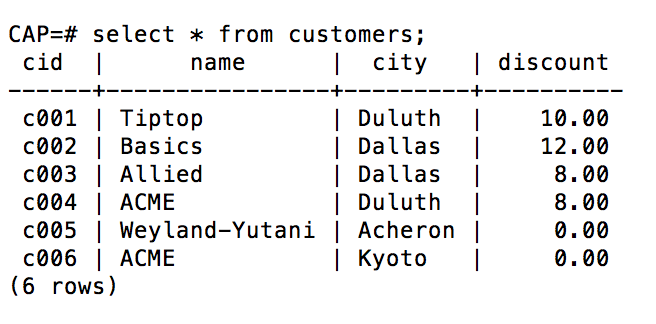 CAP=# select * from customers;
 cid  |      name      |  city   | discount
------+----------------+---------+----------
 c001 | Tiptop         | Duluth  |    10.00
 c002 | Basics         | Dallas  |    12.00
 c003 | Allied         | Dallas  |     8.00
 c004 | ACME           | Duluth  |     8.00
 c005 | Weyland-Yutani | Acheron |     0.00
 c006 | ACME           | Kyoto   |     0.00
(6 rows)